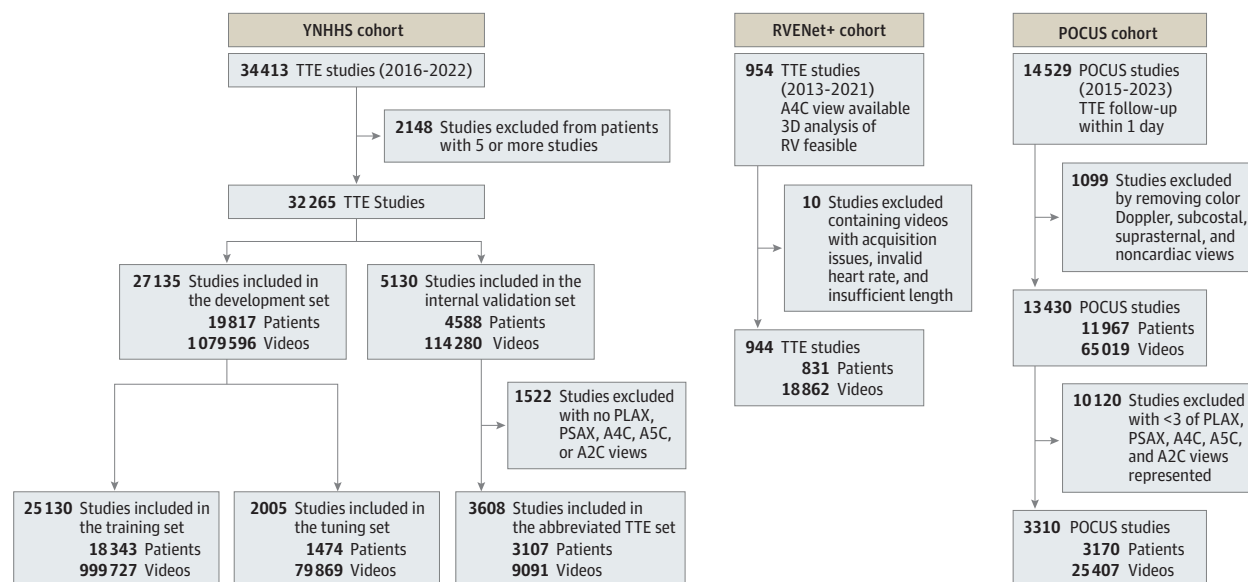 YNHHS cohort
34413 TTE studies (2016-2022)
2148 Studies excluded from patients
with 5 or more studies
32265 TTE Studies
27135 Studies included in
the development set
19817 Patients
1079596 Videos
5130 Studies included in the
internal validation set
4588 Patients
114280 Videos
1522 Studies excluded
with no PLAX,
PSAX, A4C, A5C,
or A2C views
25130 Studies included in
the training set
18343 Patients
999727 Videos
2005 Studies included in
the tuning set
1474 Patients
79869 Videos
3608 Studies included in
the abbreviated TTE set
3107 Patients
9091 Videos
RVENet+ cohort
954 TTE studies
(2013-2021)
A4C view available
3D analysis of
RV feasible
10 Studies excluded
containing videos
with acquisition
issues, invalid
heart rate, and
insufficient length
944 TTE studies
831 Patients
18862 Videos
POCUS cohort
14529 POCUS studies
(2015-2023)
TTE follow-up
within 1 day
1099 Studies excluded
by removing color
Doppler, subcostal,
suprasternal, and
noncardiac views
13430 POCUS studies
11967 Patients
65019 Videos
10120 Studies excluded
with <3 of PLAX,
PSAX, A4C, A5C,
and A2C views
represented
3310 POCUS studies
3170 Patients
25407 Videos